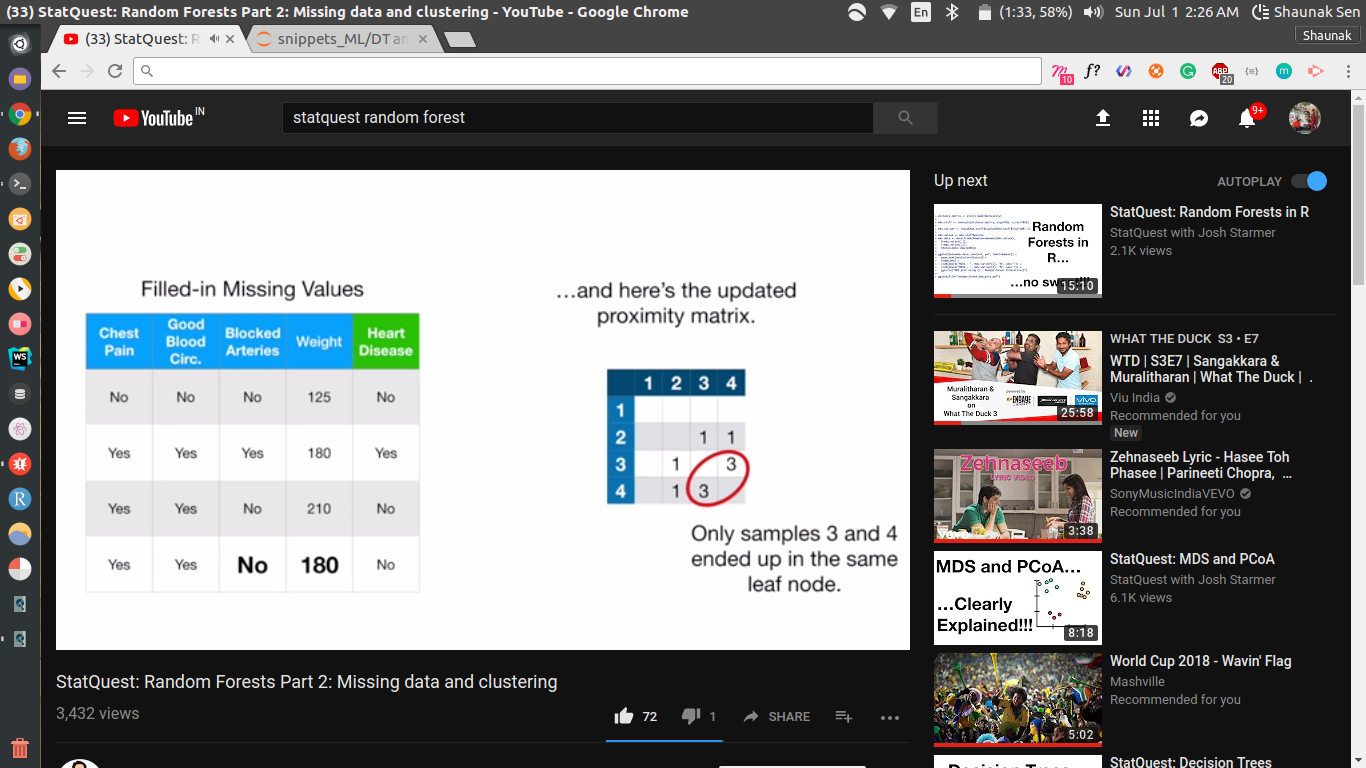 (33) StatQuest: Random Forests Part 2: Missing data and clustering - YouTube - Google Chrome
En
(1:33, 58%)
Sun Jul 1 2:26 AM
Shaunak Sen
(33) StatQuest: R
snippets_ML/DT an
Shaunak
10
f?
ABP
20
m
YouTube IN
statquest random forest
9+
Filled-in Missing Values
Chest Pain
Good Blood Circ.
Blocked Arteries
Weight
Heart Disease
No No No 125 No
Yes Yes Yes 180 Yes
Yes Yes No 210 No
Yes Yes No 180 No
...and here's the updated
proximity matrix.
1 2 3 4
1
2 1 1
3 1 3
4 1 3
Only samples 3 and 4
ended up in the same
leaf node.
StatQuest: Random Forests Part 2: Missing data and clustering
3,432 views
72
1
SHARE
Up next
AUTOPLAY
Random
Forests in
R...
...no sw
15:10
StatQuest: Random Forests in R
StatQuest with Josh Starmer
2.1K views
Muralitharan &
Sangakkara
on
What The Duck 3
ENGAGE
VIVO
25:58
WHAT THE DUCK S3 • E7
WTD | S3E7 | Sangakkara &
Muralitharan | What The Duck | .
Viu India
Recommended for you
New
Zehnaseeb
LYRIC VIDEO
vevo
3:38
Zehnaseeb Lyric - Hasee Toh
Phasee | Parineeti Chopra, ...
SonyMusicIndiaVEVO
Recommended for you
MDS and PCoA...
...Clearly
Explained!!!
8:18
StatQuest: MDS and PCoA
StatQuest with Josh Starmer
6.1K views
5:02
World Cup 2018 - Wavin' Flag
Mashville
Recommended for you
StatQuest: Decision Trees
WS
R